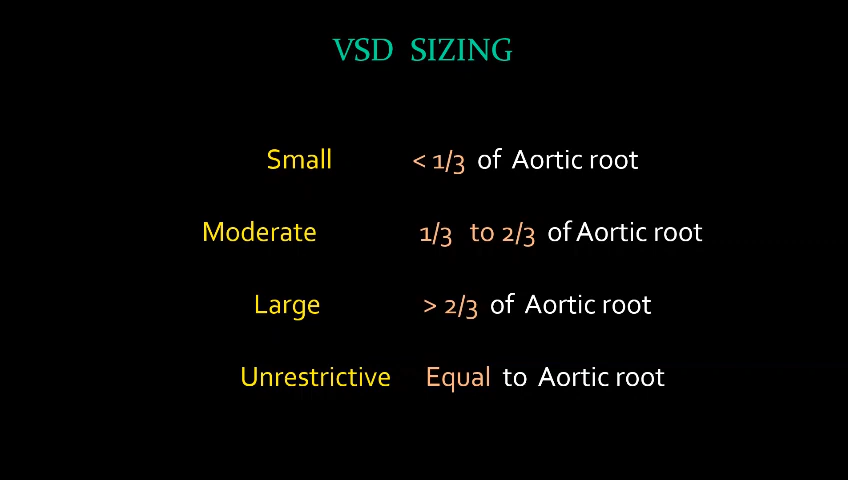 VSD SIZING
Small < 1/3 of Aortic root
Moderate 1/3 to 2/3 of Aortic root
Large > 2/3 of Aortic root
Unrestrictive Equal to Aortic root